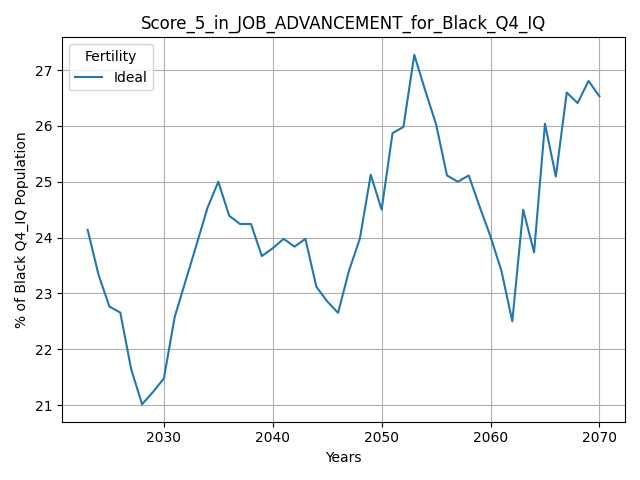 Score_5_in_JOB_ADVANCEMENT_for_Black_Q4_IQ
Fertility
Ideal
% of Black Q4_IQ Population
27
26
25
24
23
22
21
2030 2040 2050 2060 2070
Years